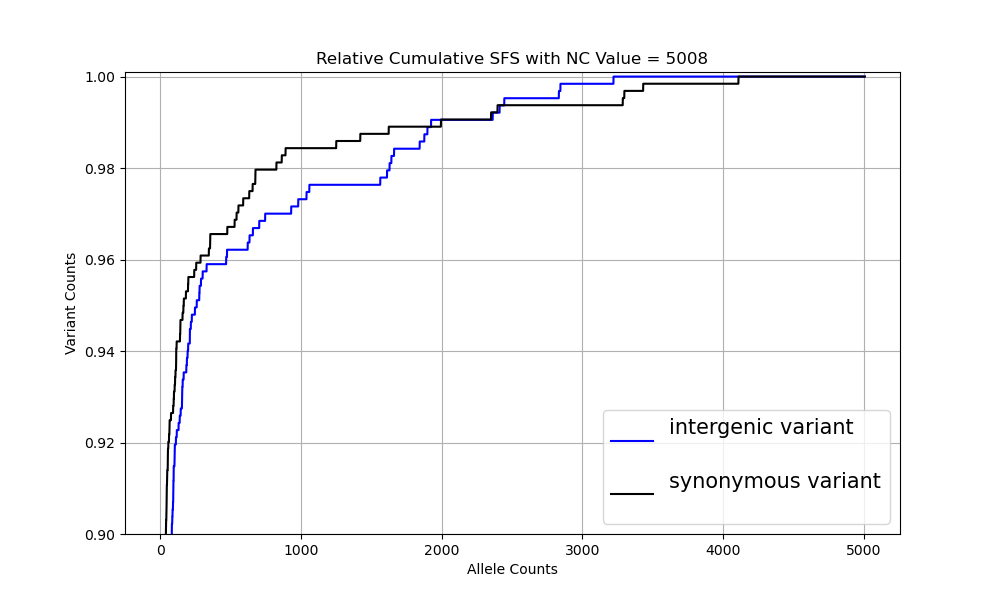 Relative Cumulative SFS with NC Value = 5008
1.00
0.98
0.96
0.94
0.92
0.90
Variant Counts
intergenic variant
synonymous variant
0 1000 2000 3000 4000 5000
Allele Counts